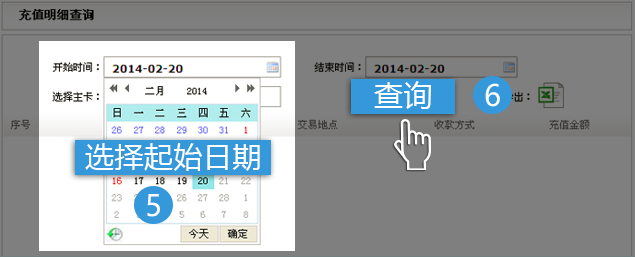 充值明细查询
开始时间： 2014-02-20 结束时间： 2014-02-20
选择主卡： 查询 6 出：
二月 2014
日 一 二 三 四 五 六
26 27 28 29 30 31 1
序号 交易地点 收款方式 充值金额
选择起始日期
16 17 18 19 20 21 22
23 5 26 27 28 1
2 3 5 6 7 8
今天 确定